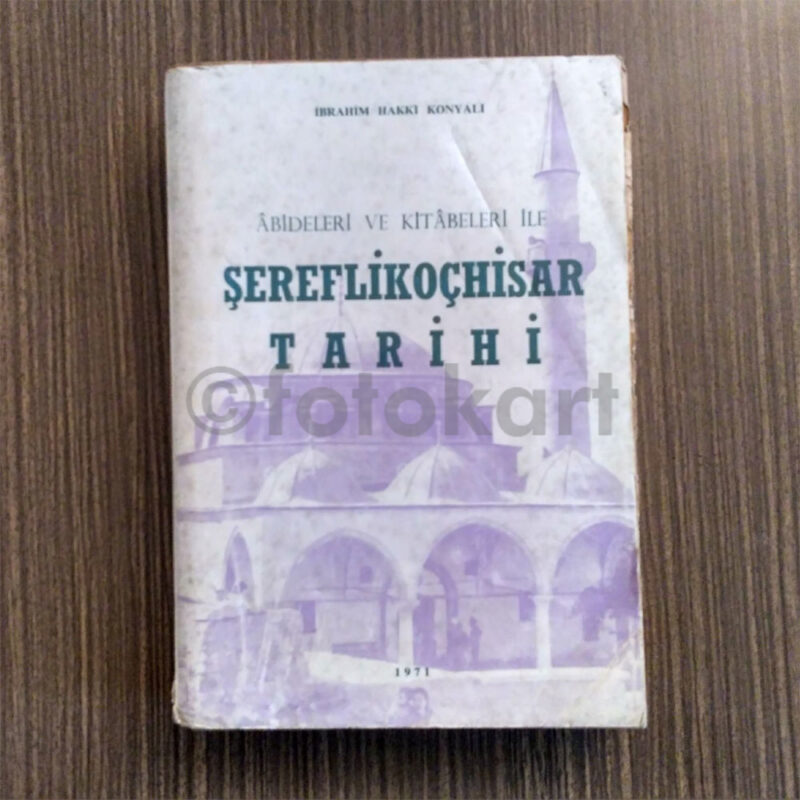 İBRAHİM HAKKI KONYALI
ÂBİDELERİ VE KİTÂBELERİ İLE
ŞEREFLİKOÇHİSAR
TARİHİ
©fotokart
1971